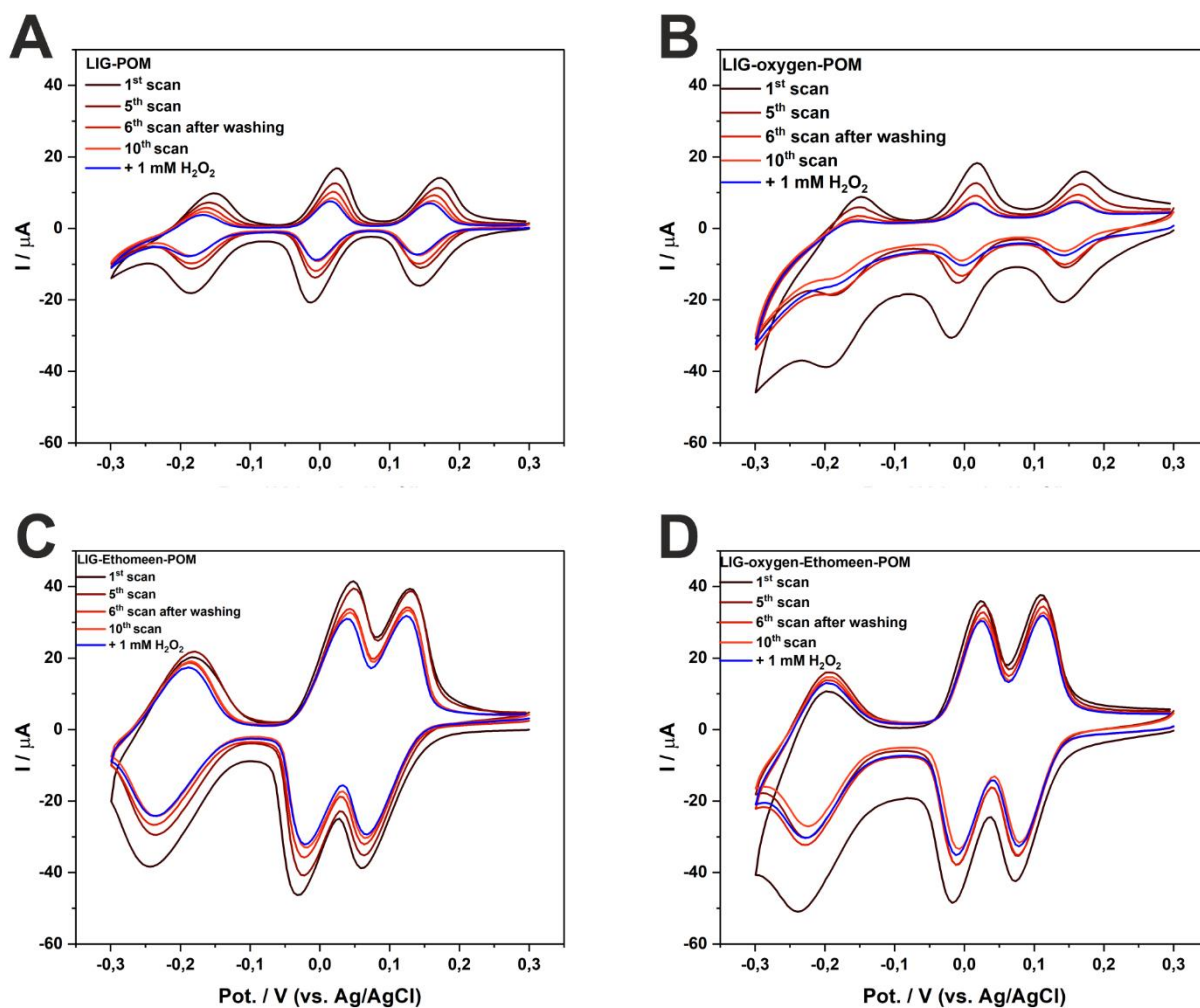 A
LIG-POM
1st scan
5th scan
6th scan after washing
10th scan
+ 1 mM H2O2
I / µA
40
20
0
-20
-40
-60
-0,3 -0,2 -0,1 0,0 0,1 0,2 0,3
B
LIG-oxygen-POM
1st scan
5th scan
6th scan after washing
10th scan
+ 1 mM H2O2
I / µA
40
20
0
-20
-40
-60
-0,3 -0,2 -0,1 0,0 0,1 0,2 0,3
C
LIG-Ethomeen-POM
1st scan
5th scan
6th scan after washing
10th scan
+ 1 mM H2O2
I / µA
40
20
0
-20
-40
-60
-0,3 -0,2 -0,1 0,0 0,1 0,2 0,3
Pot. / V (vs. Ag/AgCl)
D
LIG-oxygen-Ethomeen-POM
1st scan
5th scan
6th scan after washing
10th scan
+ 1 mM H2O2
I / µA
40
20
0
-20
-40
-60
-0,3 -0,2 -0,1 0,0 0,1 0,2 0,3
Pot. / V (vs. Ag/AgCl)